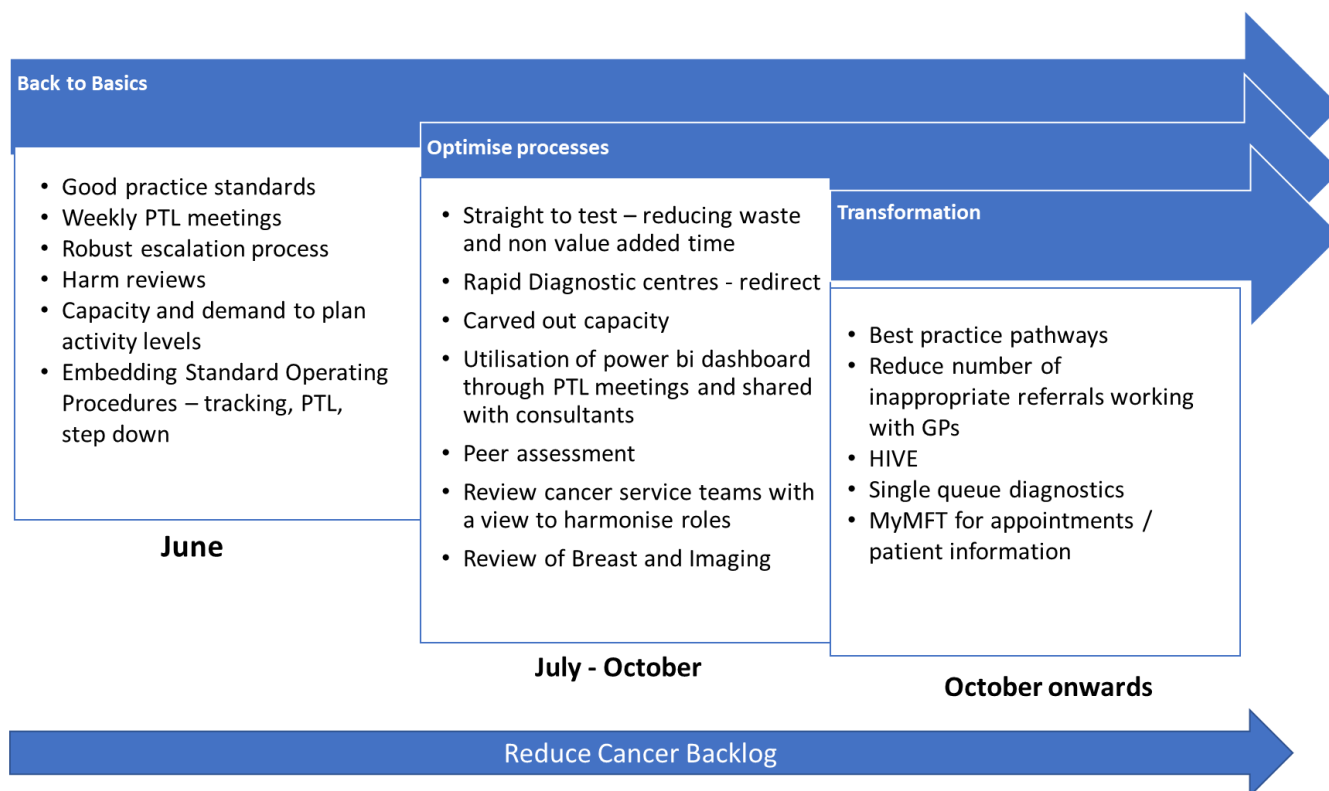 Back to Basics
• Good practice standards
• Weekly PTL meetings
• Robust escalation process
• Harm reviews
• Capacity and demand to plan
activity levels
• Embedding Standard Operating
Procedures – tracking, PTL,
step down
June
Optimise processes
• Straight to test – reducing waste
and non value added time
• Rapid Diagnostic centres - redirect
• Carved out capacity
• Utilisation of power bi dashboard
through PTL meetings and shared
with consultants
• Peer assessment
• Review cancer service teams with
a view to harmonise roles
• Review of Breast and Imaging
July - October
Transformation
• Best practice pathways
• Reduce number of
inappropriate referrals working
with GPs
• HIVE
• Single queue diagnostics
• MyMFT for appointments /
patient information
October onwards
Reduce Cancer Backlog